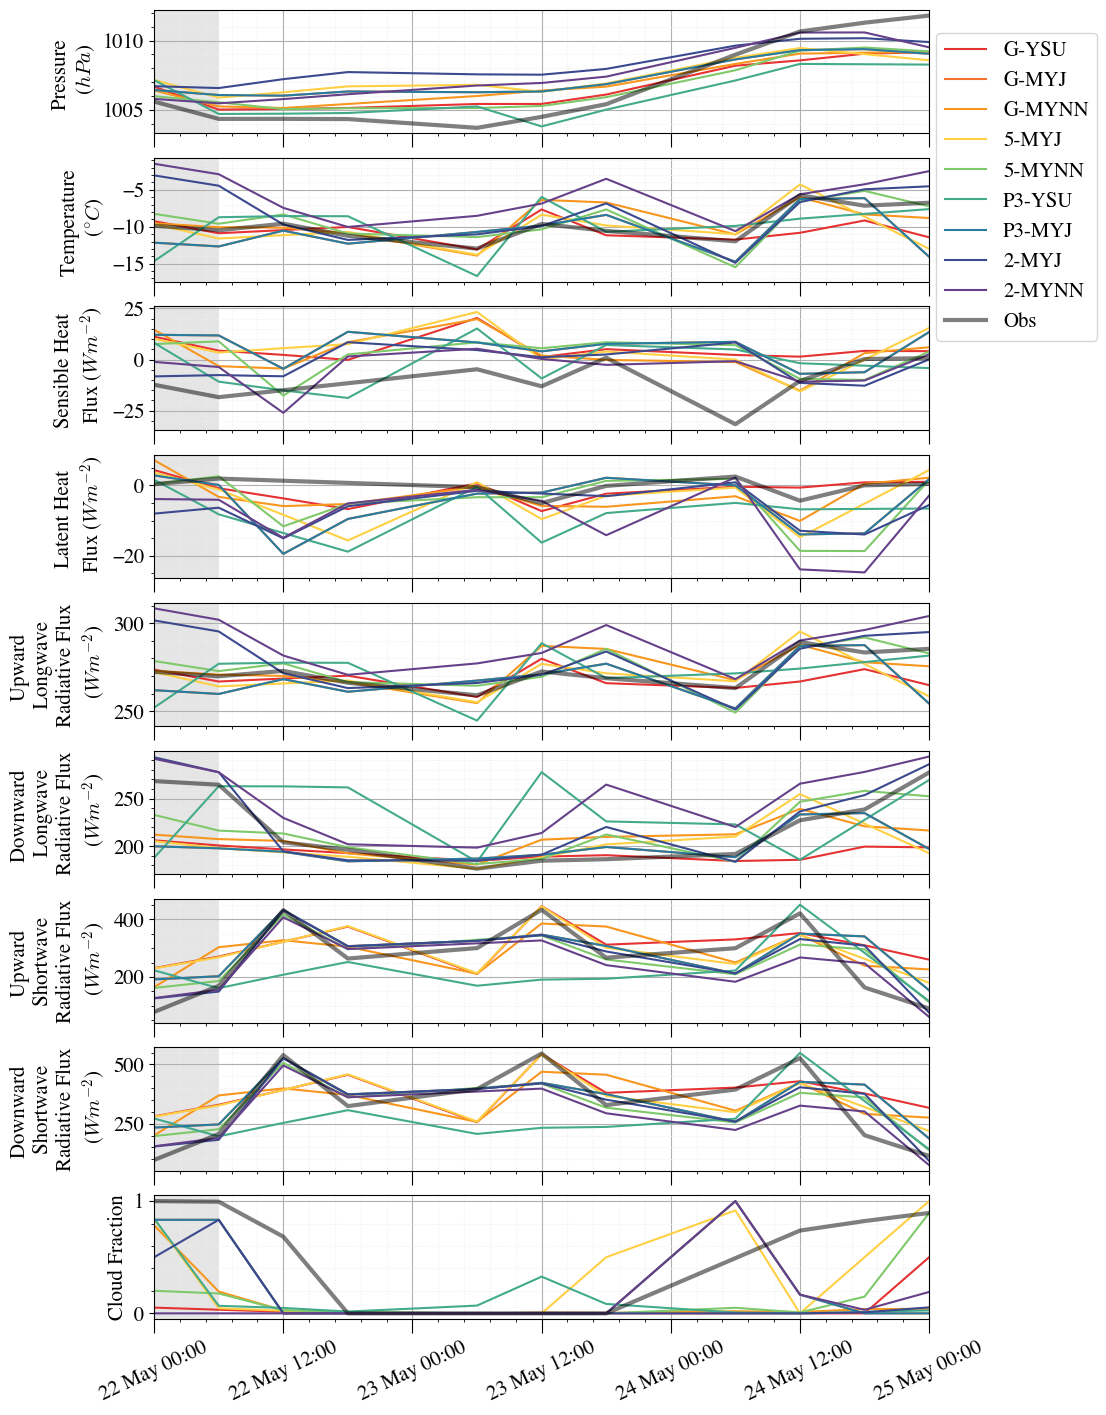 Pressure
(hPa)
1010
1005
G-YSU
G-MYJ
G-MYNN
5-MYJ
5-MYNN
P3-YSU
P3-MYJ
2-MYJ
2-MYNN
Obs
Temperature
(°C)
−5
−10
−15
Sensible Heat
Flux (Wm⁻²)
25
0
−25
Latent Heat
Flux (Wm⁻²)
0
−20
Upward
Longwave
Radiative Flux
(Wm⁻²)
300
250
Downward
Longwave
Radiative Flux
(Wm⁻²)
250
200
Upward
Shortwave
Radiative Flux
(Wm⁻²)
400
200
Downward
Shortwave
Radiative Flux
(Wm⁻²)
500
250
Cloud Fraction
1
0
22 May 00:00
22 May 12:00
23 May 00:00
23 May 12:00
24 May 00:00
24 May 12:00
25 May 00:00